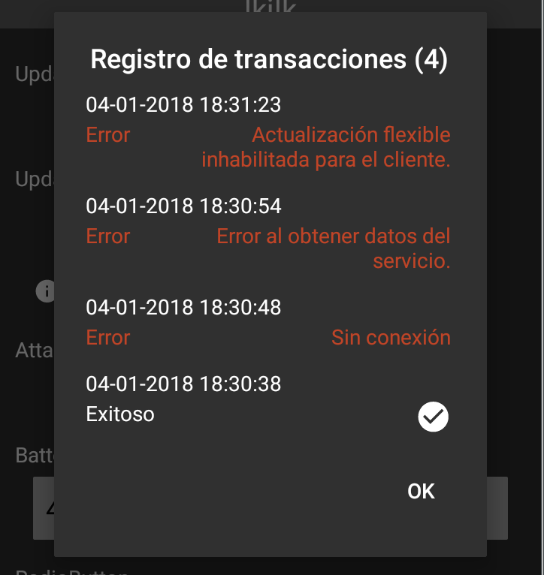 Registro de transacciones (4)
04-01-2018 18:31:23
Error
Actualización flexible
inhabilitada para el cliente.
04-01-2018 18:30:54
Error
Error al obtener datos del
servicio.
04-01-2018 18:30:48
Error
Sin conexión
04-01-2018 18:30:38
Exitoso
OK
Upd
Upd
Atta
Batt